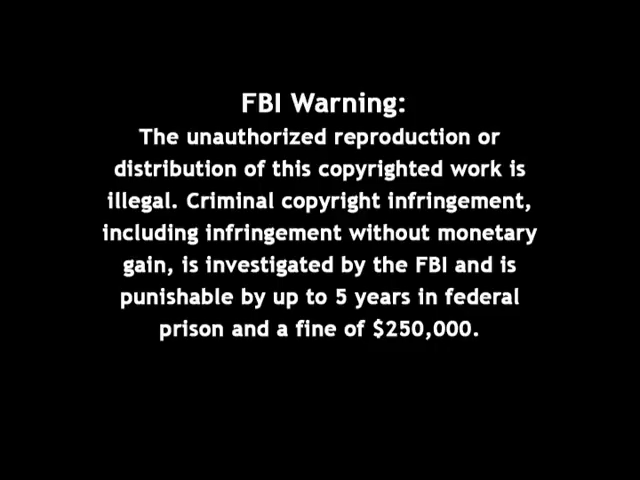 FBI Warning:
The unauthorized reproduction or
distribution of this copyrighted work is
illegal. Criminal copyright infringement,
including infringement without monetary
gain, is investigated by the FBI and is
punishable by up to 5 years in federal
prison and a fine of $250,000.